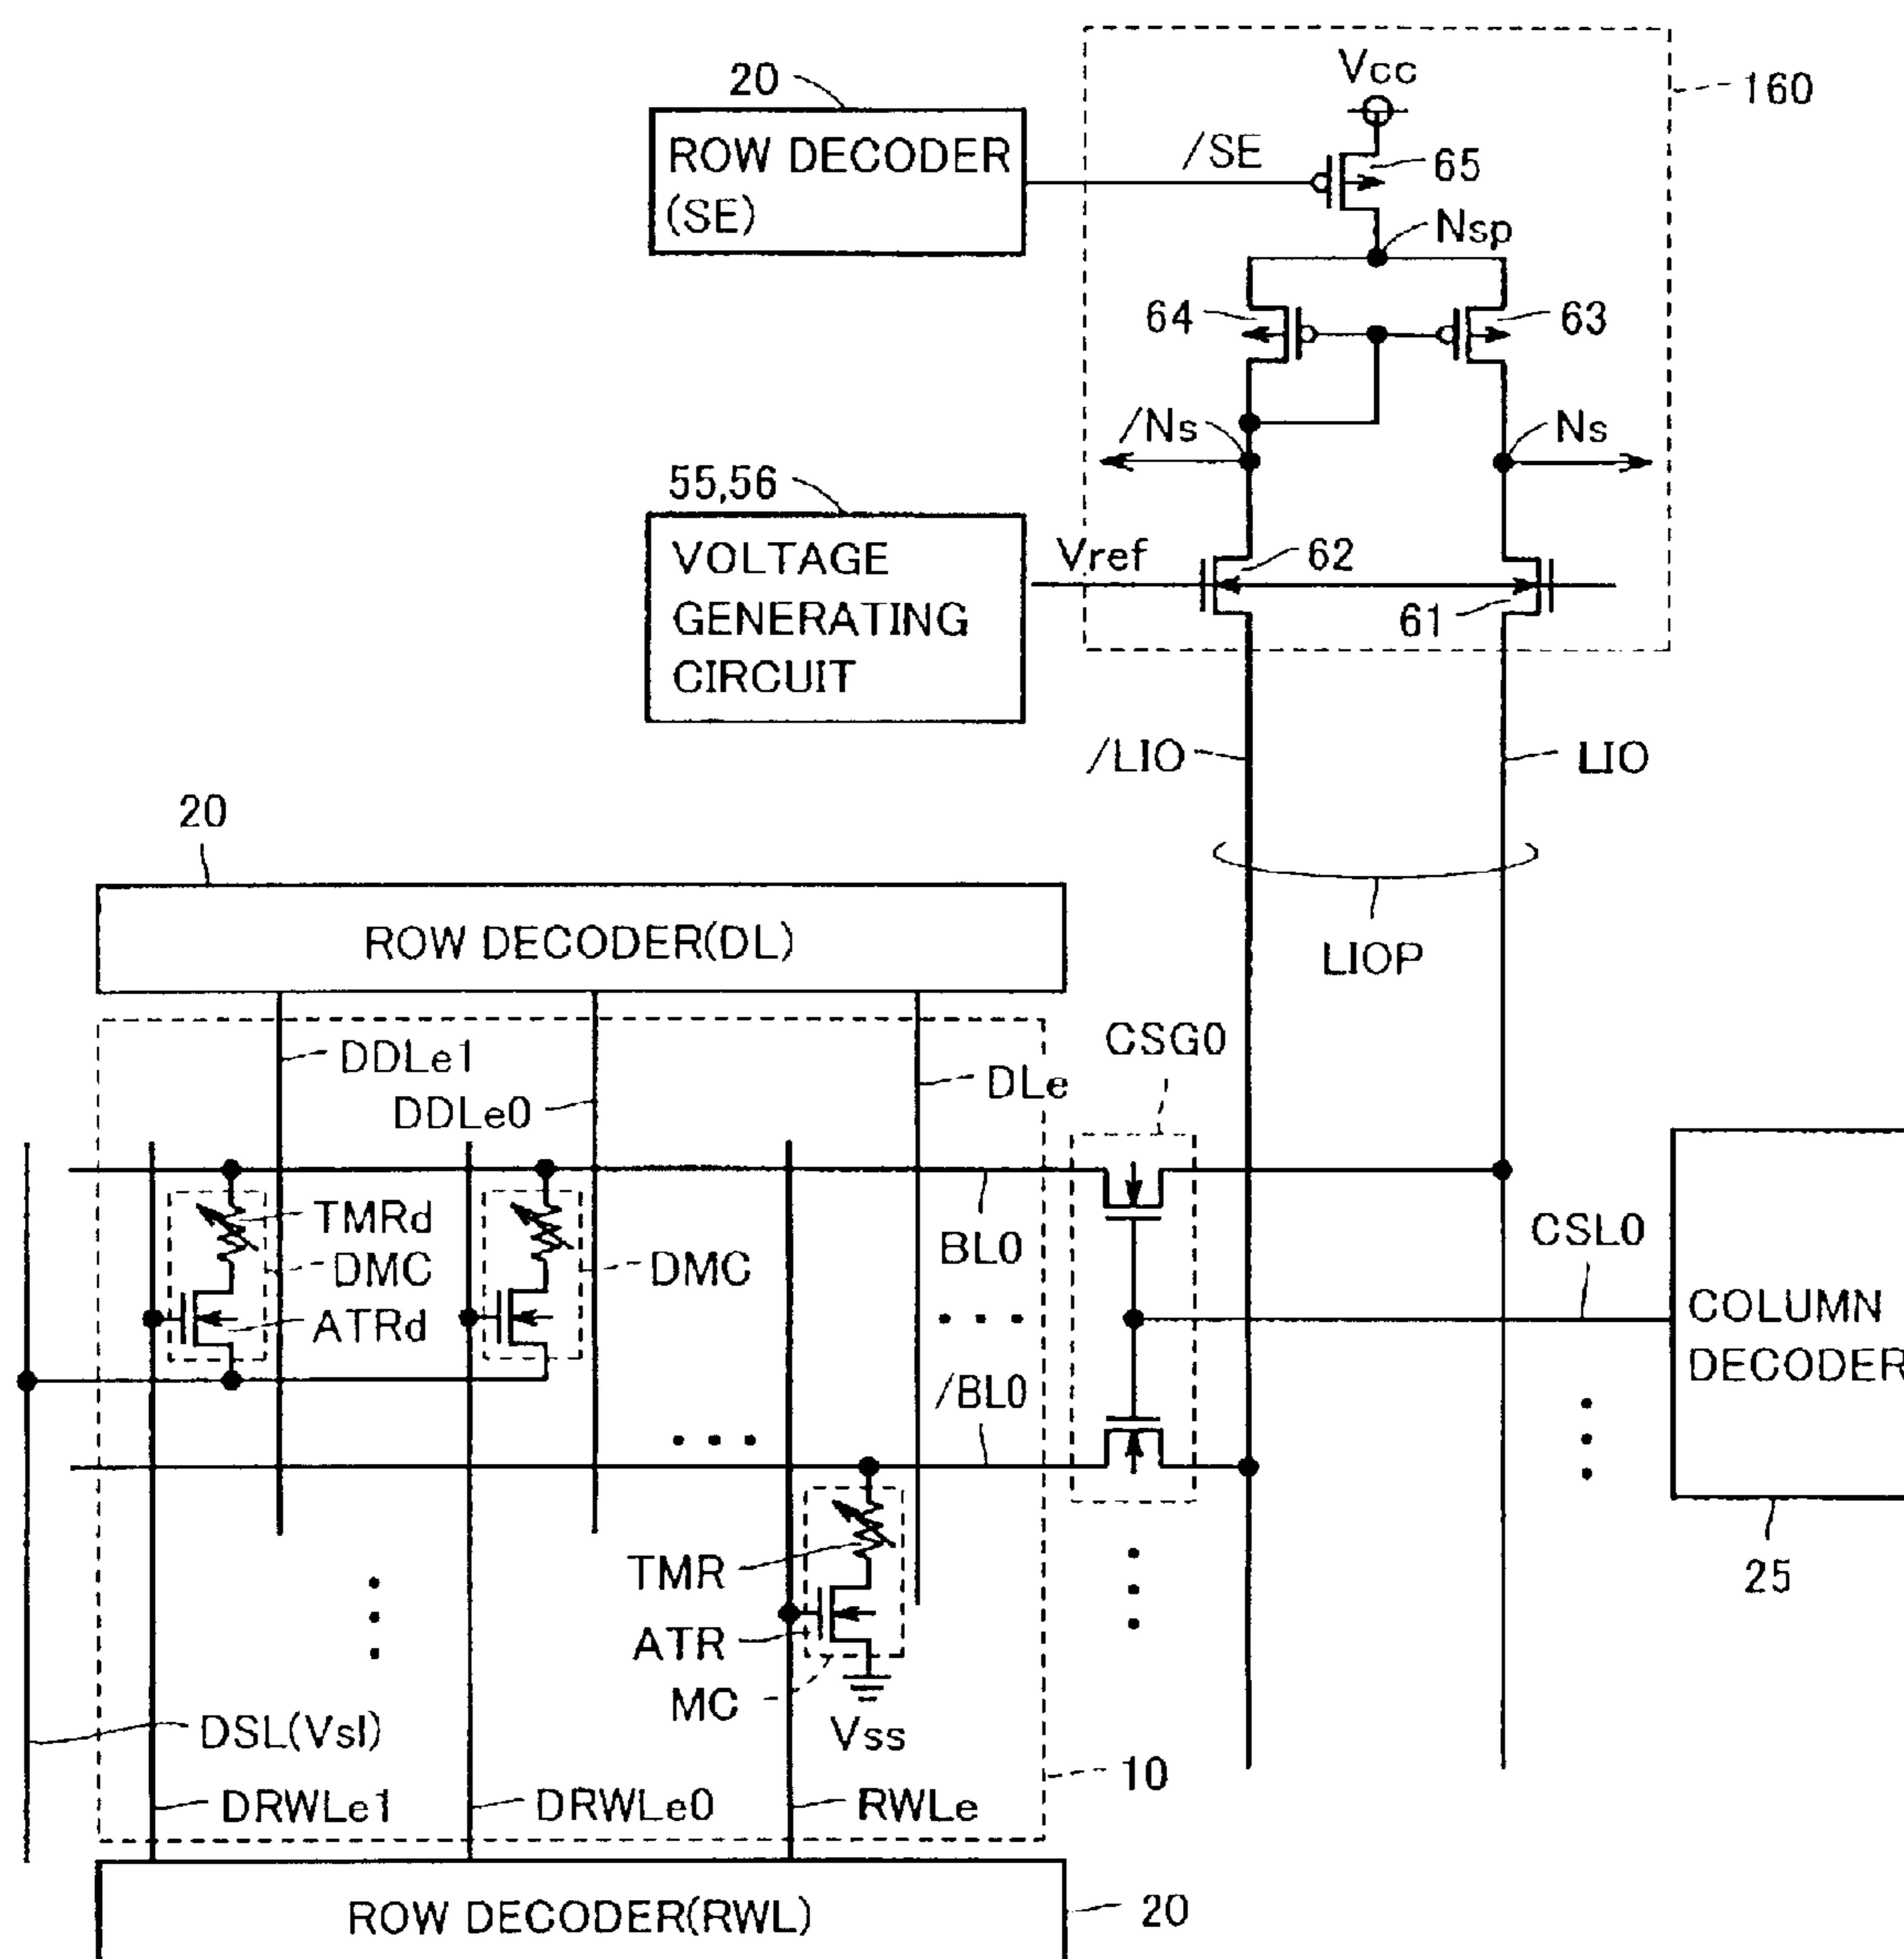 Vcc
20
160
ROW DECODER
(SE)
/SE
65
Nsp
64
63
/Ns
Ns
55,56
VOLTAGE
GENERATING
CIRCUIT
Vref
62
61
/LIO
LIO
20
ROW DECODER(DL)
LIOP
DDLe1
CSG0
DLe
DDLe0
TMRd
DMC
DMC
BL0
CSL0
ATRd
COLUMN
DECODER
/BL0
TMR
25
ATR
MC
Vss
DSL(Vsl)
10
DRWLe1
DRWLe0
RWLe
ROW DECODER(RWL)
20